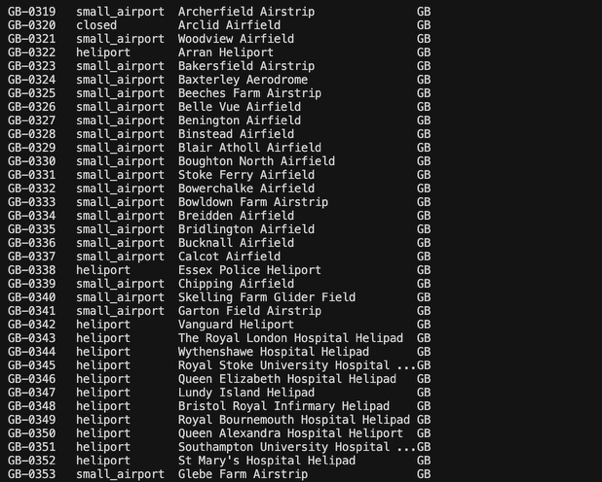 GB-0319 small_airport Archerfield Airstrip GB
GB-0320 closed Arclid Airfield GB
GB-0321 small_airport Woodview Airfield GB
GB-0322 heliport Arran Heliport GB
GB-0323 small_airport Bakersfield Airstrip GB
GB-0324 small_airport Baxterley Aerodrome GB
GB-0325 small_airport Beeches Farm Airstrip GB
GB-0326 small_airport Belle Vue Airfield GB
GB-0327 small_airport Benington Airfield GB
GB-0328 small_airport Binstead Airfield GB
GB-0329 small_airport Blair Atholl Airfield GB
GB-0330 small_airport Boughton North Airfield GB
GB-0331 small_airport Stoke Ferry Airfield GB
GB-0332 small_airport Bowerchalke Airfield GB
GB-0333 small_airport Bowldown Farm Airstrip GB
GB-0334 small_airport Breidden Airfield GB
GB-0335 small_airport Bridlington Airfield GB
GB-0336 small_airport Bucknall Airfield GB
GB-0337 small_airport Calcot Airfield GB
GB-0338 heliport Essex Police Heliport GB
GB-0339 small_airport Chipping Airfield GB
GB-0340 small_airport Skelling Farm Glider Field GB
GB-0341 small_airport Garton Field Airstrip GB
GB-0342 heliport Vanguard Heliport GB
GB-0343 heliport The Royal London Hospital Helipad GB
GB-0344 heliport Wythenshawe Hospital Helipad GB
GB-0345 heliport Royal Stoke University Hospital ...GB
GB-0346 heliport Queen Elizabeth Hospital Helipad GB
GB-0347 heliport Lundy Island Helipad GB
GB-0348 heliport Bristol Royal Infirmary Helipad GB
GB-0349 heliport Royal Bournemouth Hospital Helipad GB
GB-0350 heliport Queen Alexandra Hospital Heliport GB
GB-0351 heliport Southampton University Hospital ...GB
GB-0352 heliport St Mary's Hospital Helipad GB
GB-0353 small_airport Glebe Farm Airstrip GB